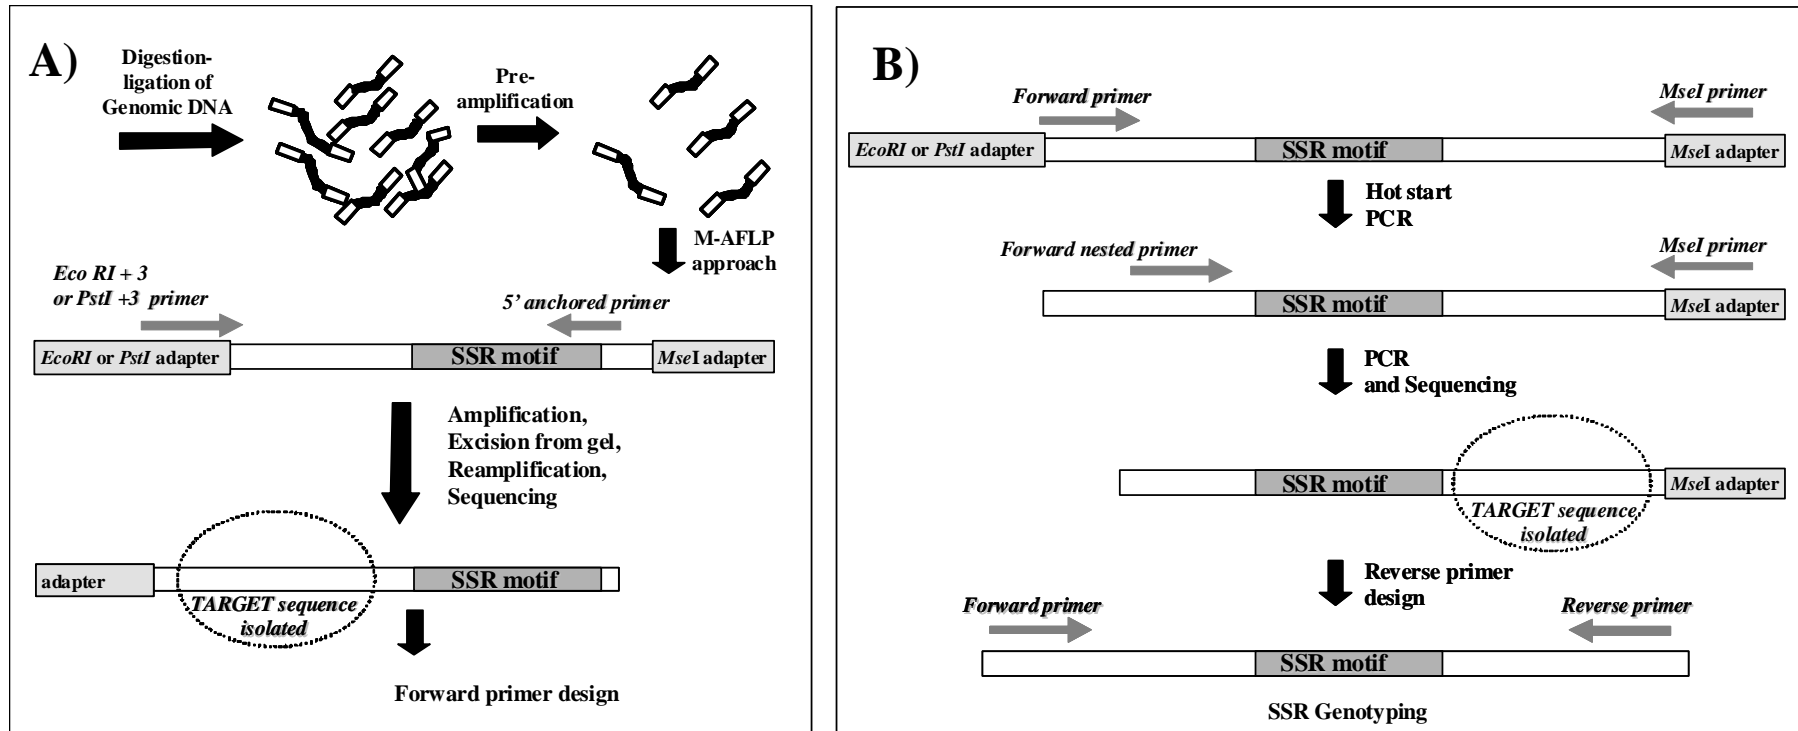 A)
Digestion-
ligation of
Genomic DNA
Pre-
amplification
M-AFLP
approach
Eco RI + 3
or PstI +3 primer
5' anchored primer
EcoRI or PstI adapter
SSR motif
MseI adapter
Amplification,
Excision from gel,
Reamplification,
Sequencing
adapter
SSR motif
TARGET sequence
isolated
Forward primer design
B)
Forward primer
MseI primer
EcoRI or PstI adapter
SSR motif
MseI adapter
Hot start
PCR
Forward nested primer
MseI primer
SSR motif
MseI adapter
PCR
and Sequencing
SSR motif
MseI adapter
TARGET sequence
isolated
Reverse primer
design
Forward primer
Reverse primer
SSR motif
SSR Genotyping